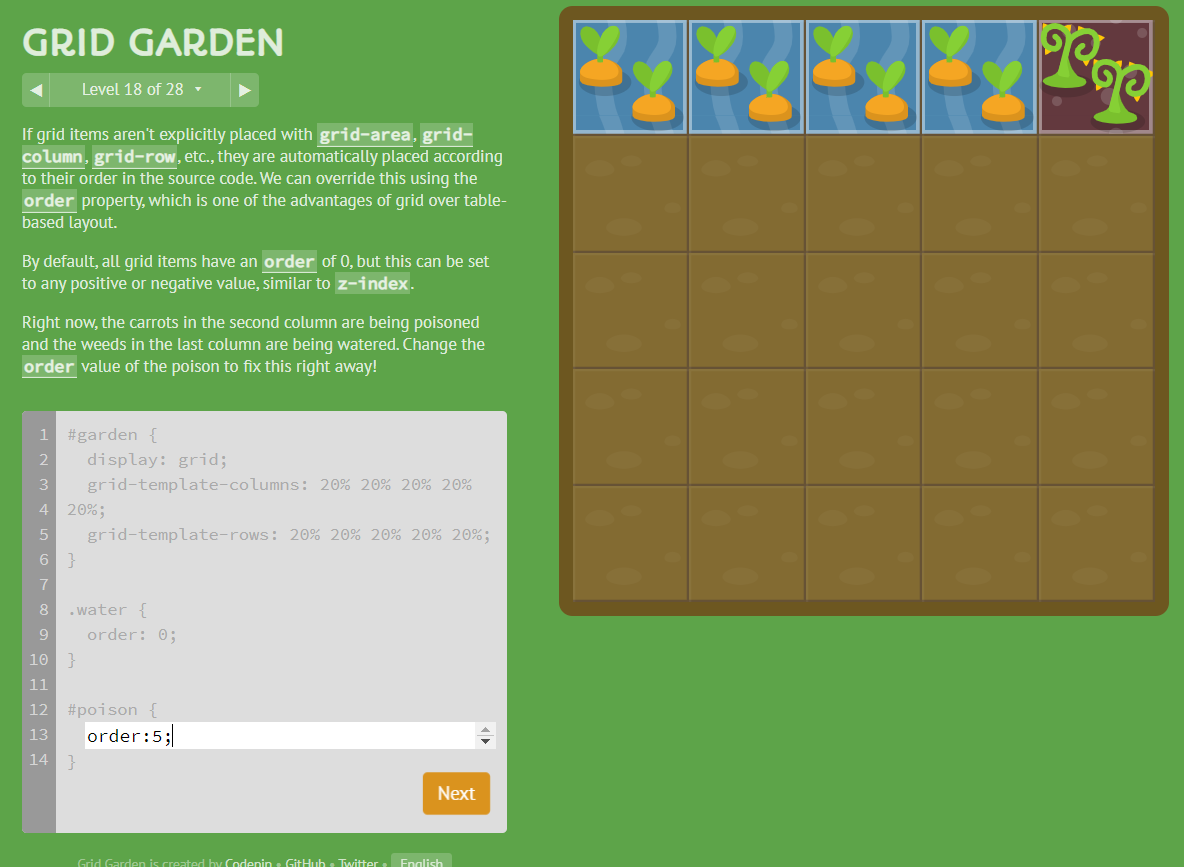 GRID GARDEN
◀ Level 18 of 28 ▾ ▶
If grid items aren't explicitly placed with grid-area, grid-
column, grid-row, etc., they are automatically placed according
to their order in the source code. We can override this using the
order property, which is one of the advantages of grid over table-
based layout.
By default, all grid items have an order of 0, but this can be set
to any positive or negative value, similar to z-index.
Right now, the carrots in the second column are being poisoned
and the weeds in the last column are being watered. Change the
order value of the poison to fix this right away!
1 #garden {
2 display: grid;
3 grid-template-columns: 20% 20% 20% 20%
4 20%;
5 grid-template-rows: 20% 20% 20% 20% 20%;
6 }
7
8 .water {
9 order: 0;
10 }
11
12 #poison {
13 order:5;
14 }
Next
Grid Garden is created by Codepip • GitHub • Twitter • English